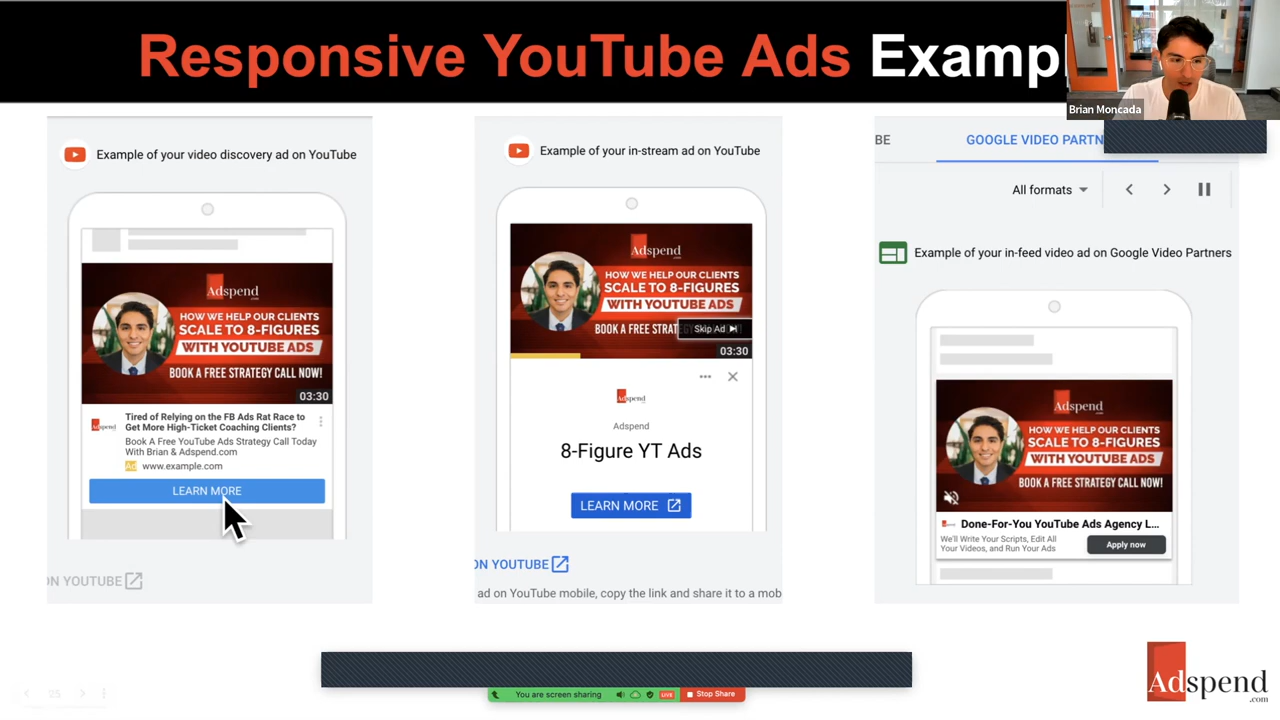 Responsive YouTube Ads Examp
Brian Moncada
Example of your video discovery ad on YouTube
Adspend
.com
HOW WE HELP OUR CLIENTS
SCALE TO 8-FIGURES
WITH YOUTUBE ADS
BOOK A FREE STRATEGY CALL NOW!
03:30
Adspend
Tired of Relying on the FB Ads Rat Race to
Get More High-Ticket Coaching Clients?
Book A Free YouTube Ads Strategy Call Today
With Brian & Adspend.com
Ad www.example.com
LEARN MORE
ON YOUTUBE
Example of your in-stream ad on YouTube
Adspend
.com
HOW WE HELP OUR CLIENTS
SCALE TO 8-FIGURES
WITH YOUTUBE ADS
BOOK A FREE STRAT
Skip Ad
03:30
Adspend
Adspend
8-Figure YT Ads
LEARN MORE
ON YOUTUBE
ad on YouTube mobile, copy the link and share it to a mob
BE
GOOGLE VIDEO PARTN
All formats
Example of your in-feed video ad on Google Video Partners
Adspend
.com
HOW WE HELP OUR CLIENTS
SCALE TO 8-FIGURES
WITH YOUTUBE ADS
BOOK A FREE STRATEGY CALL NOW!
Done-For-You YouTube Ads Agency L...
We'll Write Your Scripts, Edit All
Your Videos, and Run Your Ads
Apply now
25
You are screen sharing
LIVE
Stop Share
Adspend
.com